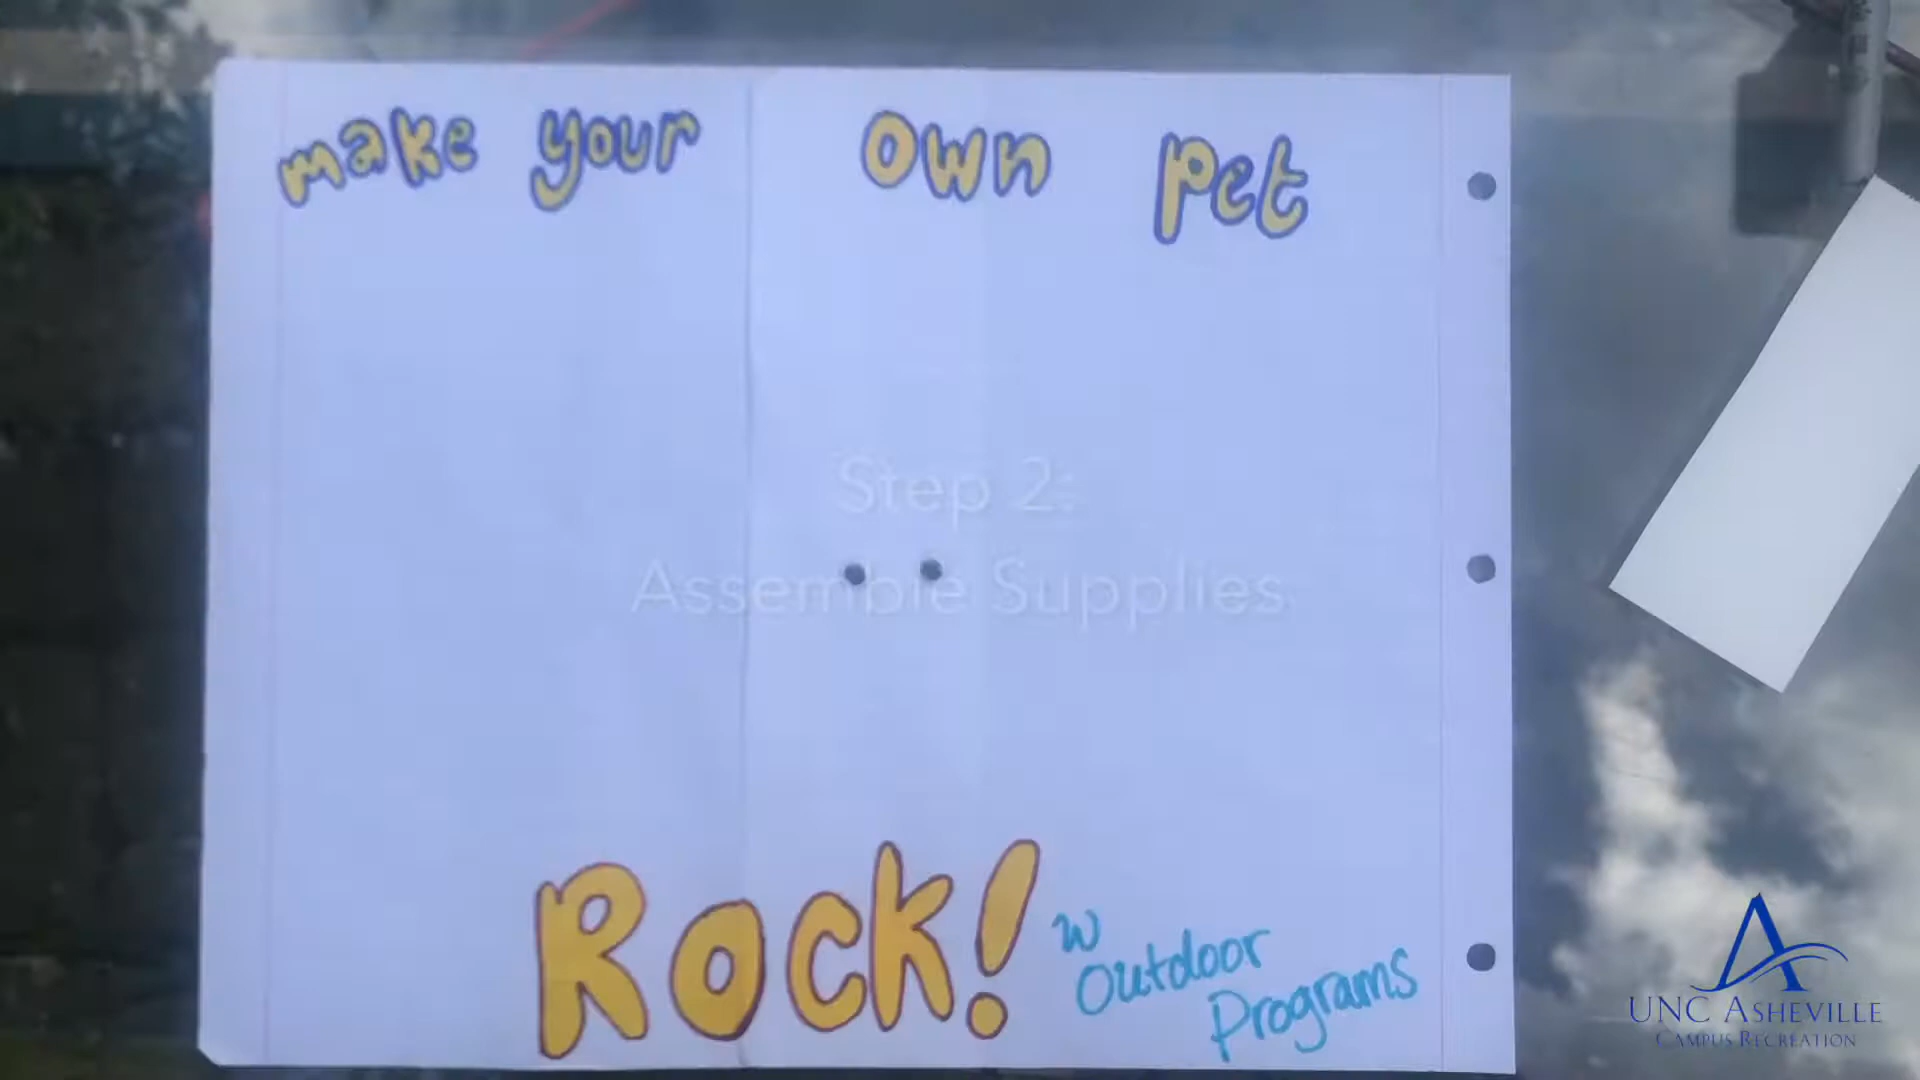 make your own pet
Step 2:
Assemble Supplies
ROCK!
w
Outdoor
Programs
UNC ASHEVILLE
CAMPUS RECREATION